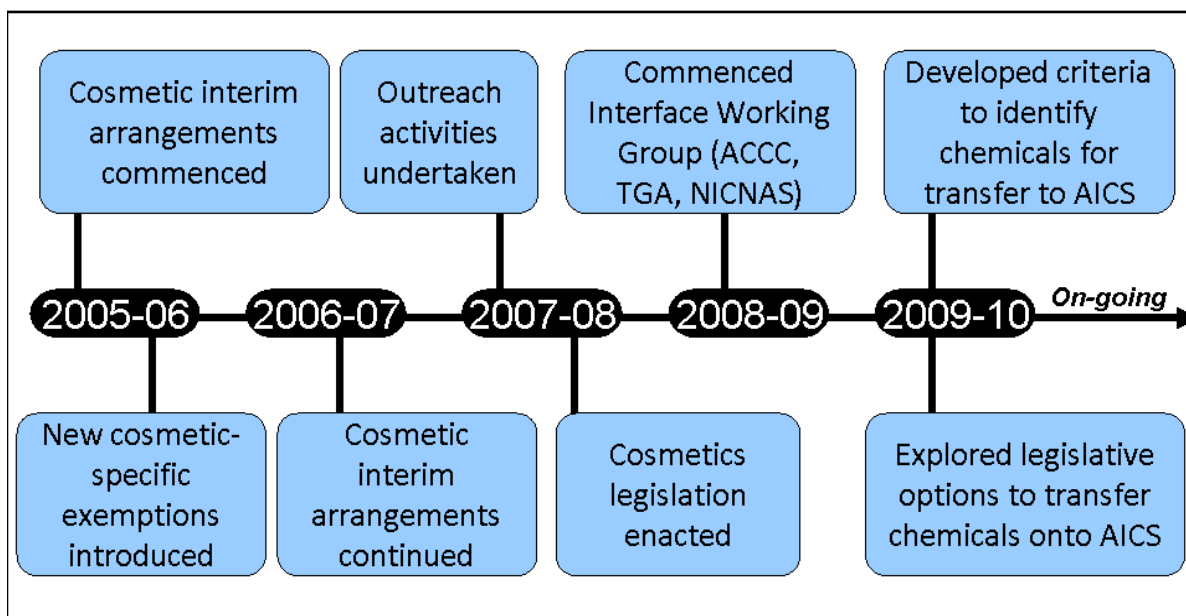 Cosmetic interim
arrangements
commenced
Outreach
activities
undertaken
Commenced
Interface Working
Group (ACCC,
TGA, NICNAS)
Developed criteria
to identify
chemicals for
transfer to AICS
2005-06
2006-07
2007-08
2008-09
2009-10
On-going
New cosmetic-
specific
exemptions
introduced
Cosmetic
interim
arrangements
continued
Cosmetics
legislation
enacted
Explored legislative
options to transfer
chemicals onto AICS